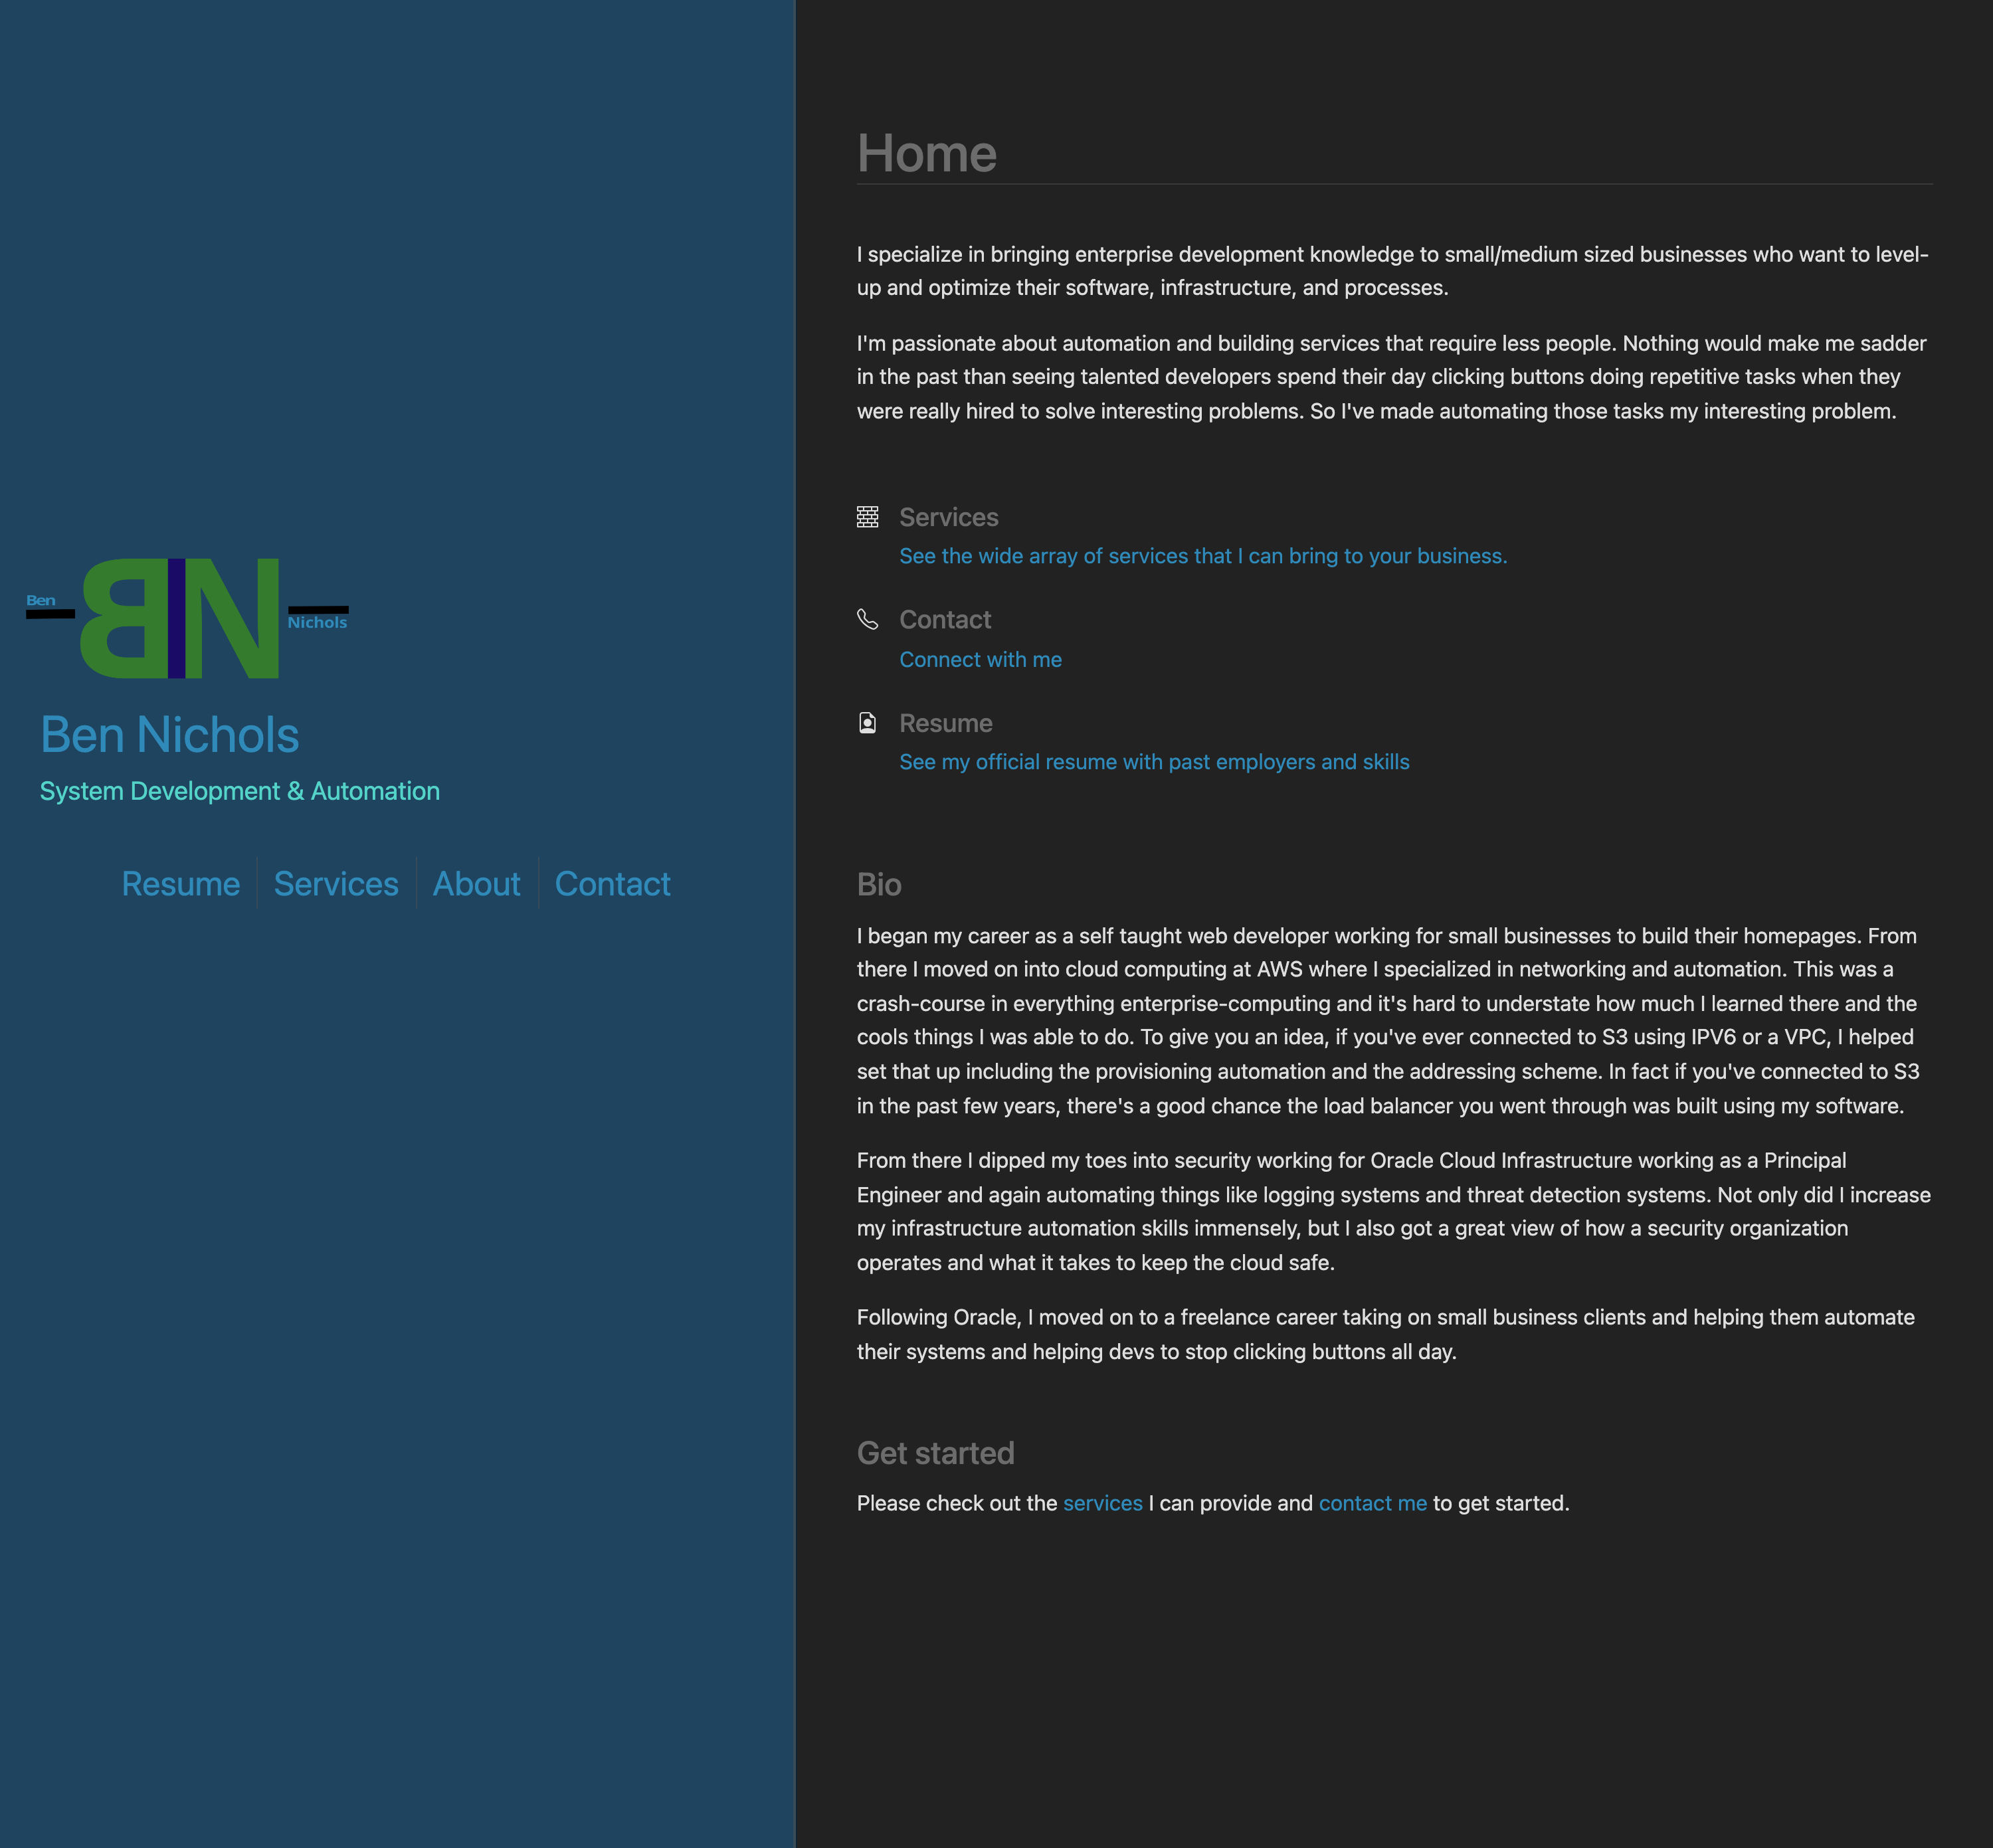 Ben
BN
Nichols
Ben Nichols
System Development & Automation
Resume
Services
About
Contact
Home
I specialize in bringing enterprise development knowledge to small/medium sized businesses who want to level-
up and optimize their software, infrastructure, and processes.
I'm passionate about automation and building services that require less people. Nothing would make me sadder
in the past than seeing talented developers spend their day clicking buttons doing repetitive tasks when they
were really hired to solve interesting problems. So I've made automating those tasks my interesting problem.
Services
See the wide array of services that I can bring to your business.
Contact
Connect with me
Resume
See my official resume with past employers and skills
Bio
I began my career as a self taught web developer working for small businesses to build their homepages. From
there I moved on into cloud computing at AWS where I specialized in networking and automation. This was a
crash-course in everything enterprise-computing and it's hard to understate how much I learned there and the
cools things I was able to do. To give you an idea, if you've ever connected to S3 using IPV6 or a VPC, I helped
set that up including the provisioning automation and the addressing scheme. In fact if you've connected to S3
in the past few years, there's a good chance the load balancer you went through was built using my software.
From there I dipped my toes into security working for Oracle Cloud Infrastructure working as a Principal
Engineer and again automating things like logging systems and threat detection systems. Not only did I increase
my infrastructure automation skills immensely, but I also got a great view of how a security organization
operates and what it takes to keep the cloud safe.
Following Oracle, I moved on to a freelance career taking on small business clients and helping them automate
their systems and helping devs to stop clicking buttons all day.
Get started
Please check out the services I can provide and contact me to get started.